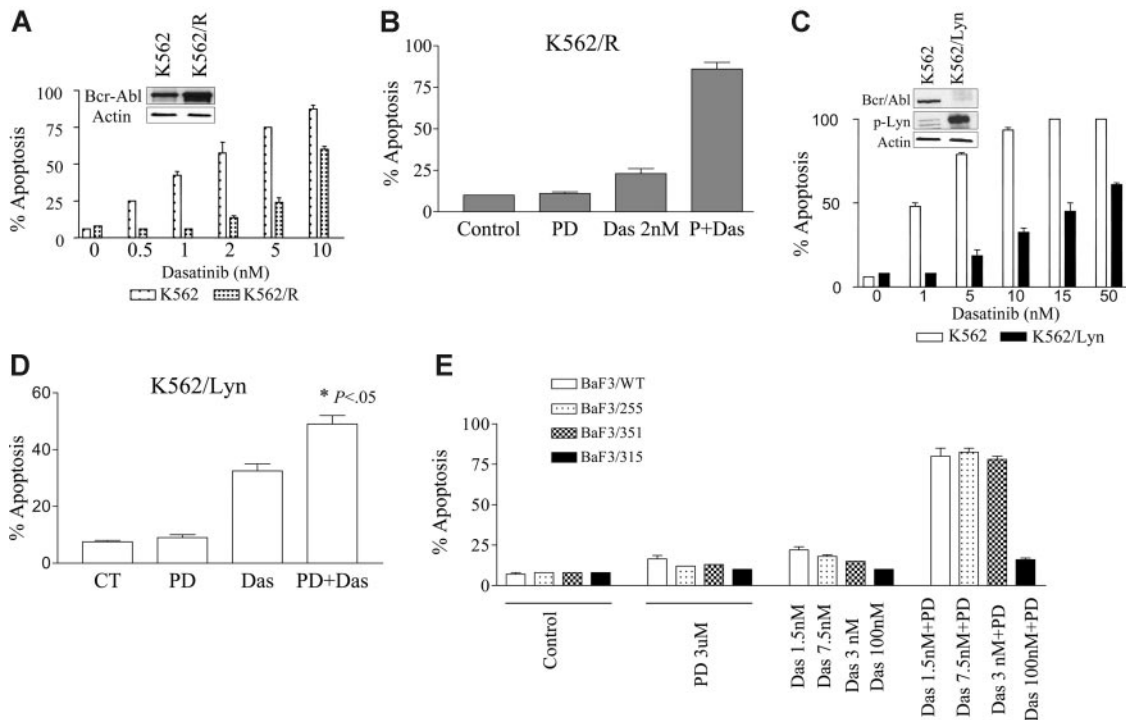 A
K562
K562/R
Bcr-Abl
Actin
% Apoptosis
100
75
50
25
0
0 0.5 1 2 5 10
Dasatinib (nM)
K562 K562/R
B
K562/R
% Apoptosis
100
75
50
25
0
Control PD Das 2nM P+Das
C
K562
K562/Lyn
Bcr/Abl
p-Lyn
Actin
% Apoptosis
100
50
0
0 1 5 10 15 50
Dasatinib (nM)
K562 K562/Lyn
D
K562/Lyn
* P<.05
% Apoptosis
60
40
20
0
CT PD Das PD+Das
E
BaF3/WT
BaF3/255
BaF3/351
BaF3/315
% Apoptosis
100
75
50
25
0
Control
PD 3uM
Das 1.5nM
Das 7.5nM
Das 3 nM
Das 100nM
Das 1.5nM+PD
Das 7.5nM+PD
Das 3 nM+PD
Das 100nM+PD